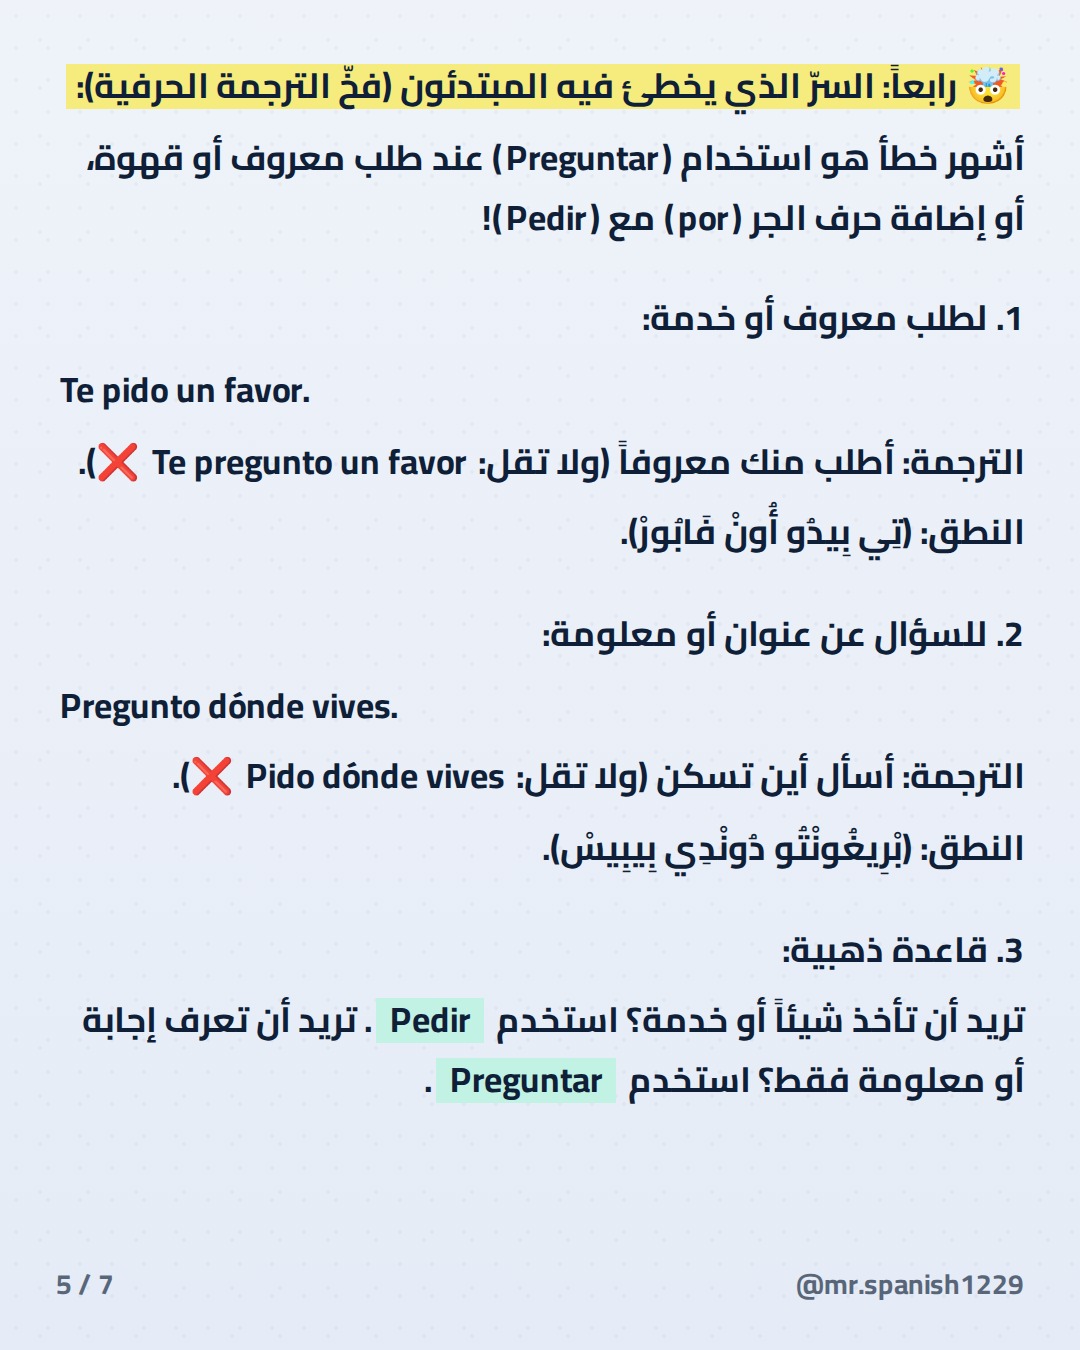 🤯 رابعاً: السرّ الذي يخطئ فيه المبتدئون (فخّ الترجمة الحرفية):
أشهر خطأ هو استخدام (Preguntar) عند طلب معروف أو قهوة،
أو إضافة حرف الجر (por) مع (Pedir)!
1. لطلب معروف أو خدمة:
Te pido un favor.
الترجمة: أطلب منك معروفاً (ولا تقل: Te pregunto un favor ❌).
النطق: (تِي بِيدُو أُونْ فَابُورْ).
2. للسؤال عن عنوان أو معلومة:
Pregunto dónde vives.
الترجمة: أسأل أين تسكن (ولا تقل: Pido dónde vives ❌).
النطق: (بْرِيغُونْتُو دُونْدِي بِيبِيسْ).
3. قاعدة ذهبية:
تريد أن تأخذ شيئاً أو خدمة؟ استخدم Pedir. تريد أن تعرف إجابة
أو معلومة فقط؟ استخدم Preguntar.
5 / 7
@mr.spanish1229